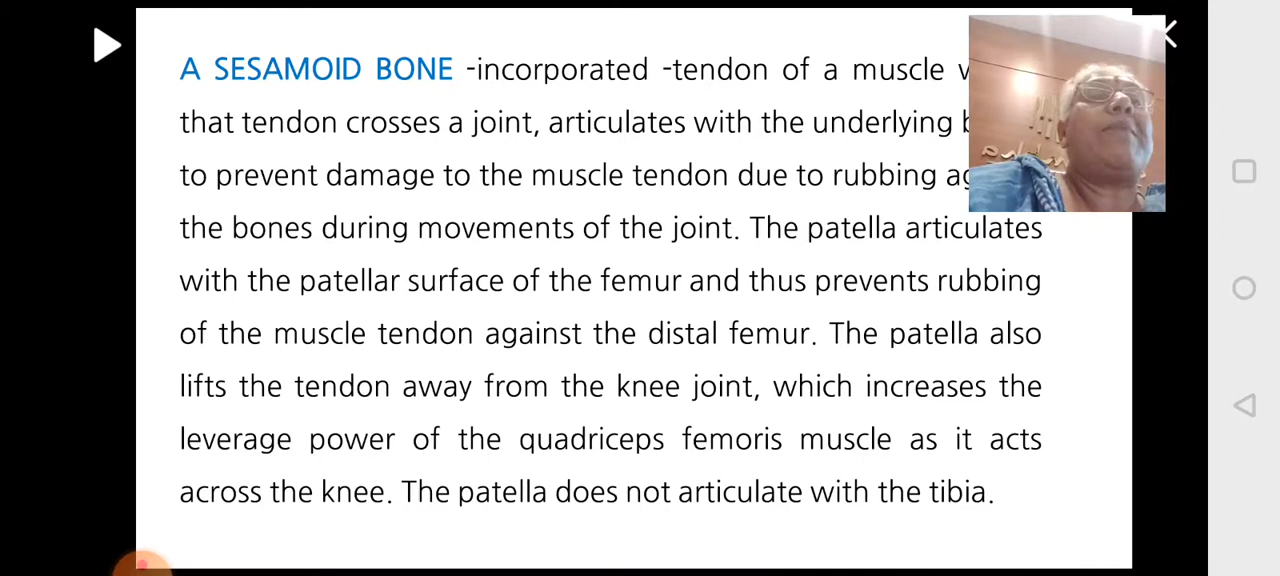 A SESAMOID BONE -incorporated -tendon of a muscle
that tendon crosses a joint, articulates with the underlying
to prevent damage to the muscle tendon due to rubbing
the bones during movements of the joint. The patella articulates
with the patellar surface of the femur and thus prevents rubbing
of the muscle tendon against the distal femur. The patella also
lifts the tendon away from the knee joint, which increases the
leverage power of the quadriceps femoris muscle as it acts
across the knee. The patella does not articulate with the tibia.